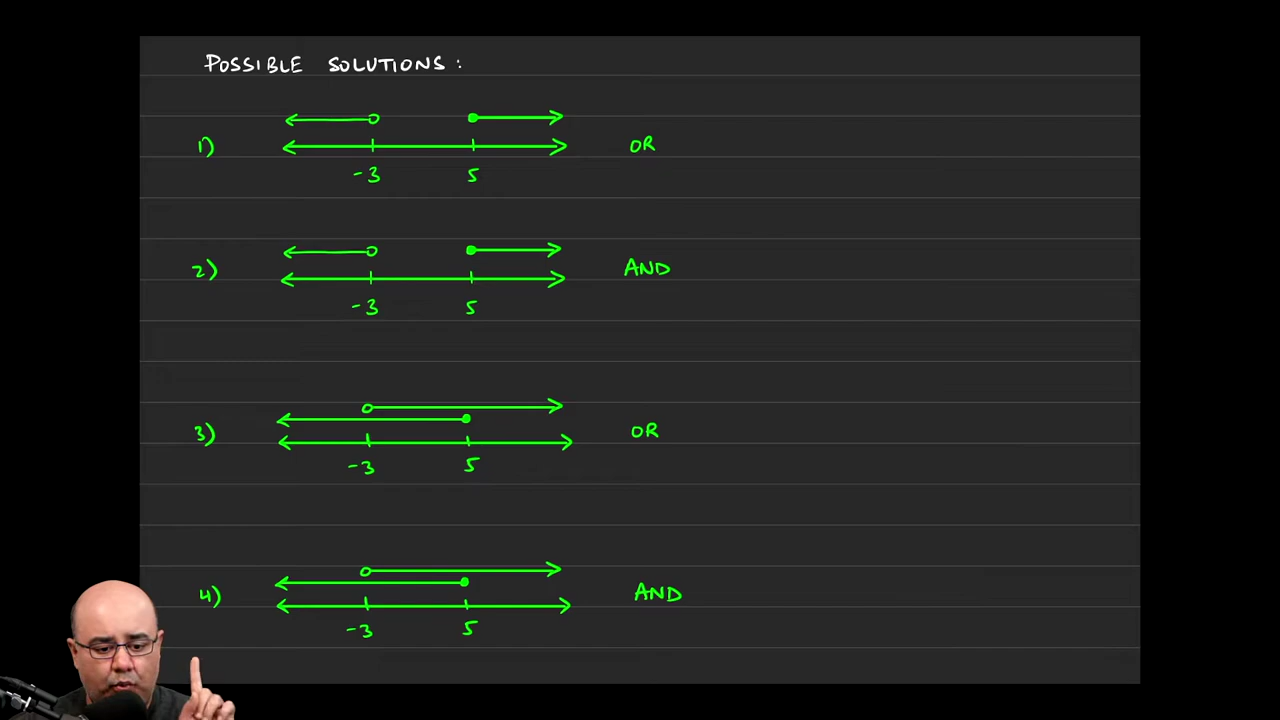 POSSIBLE SOLUTIONS:
1) OR
-3 5
2) AND
-3 5
3) OR
-3 5
4) AND
-3 5